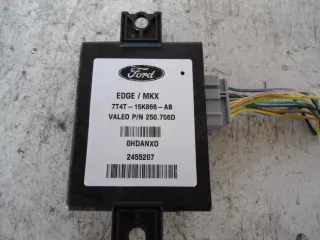 Ford
EDGE / MKX
7T4T-15K866-AB
VALEO P/N 250.756D
0HDANX0
2455207